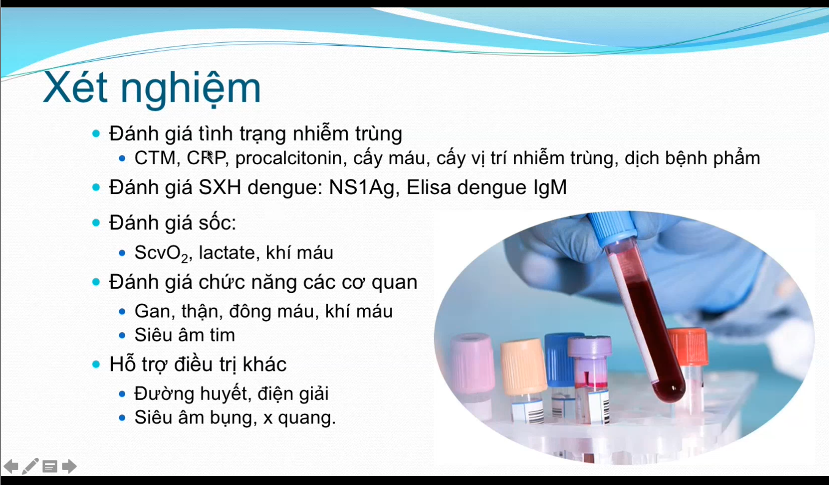 Xét nghiệm
Đánh giá tình trạng nhiễm trùng
CTM, CRP, procalcitonin, cấy máu, cấy vị trí nhiễm trùng, dịch bệnh phẩm
Đánh giá SXH dengue: NS1Ag, Elisa dengue IgM
Đánh giá sốc:
ScvO₂, lactate, khí máu
Đánh giá chức năng các cơ quan
Gan, thận, đông máu, khí máu
Siêu âm tim
Hỗ trợ điều trị khác
Đường huyết, điện giải
Siêu âm bụng, x quang.